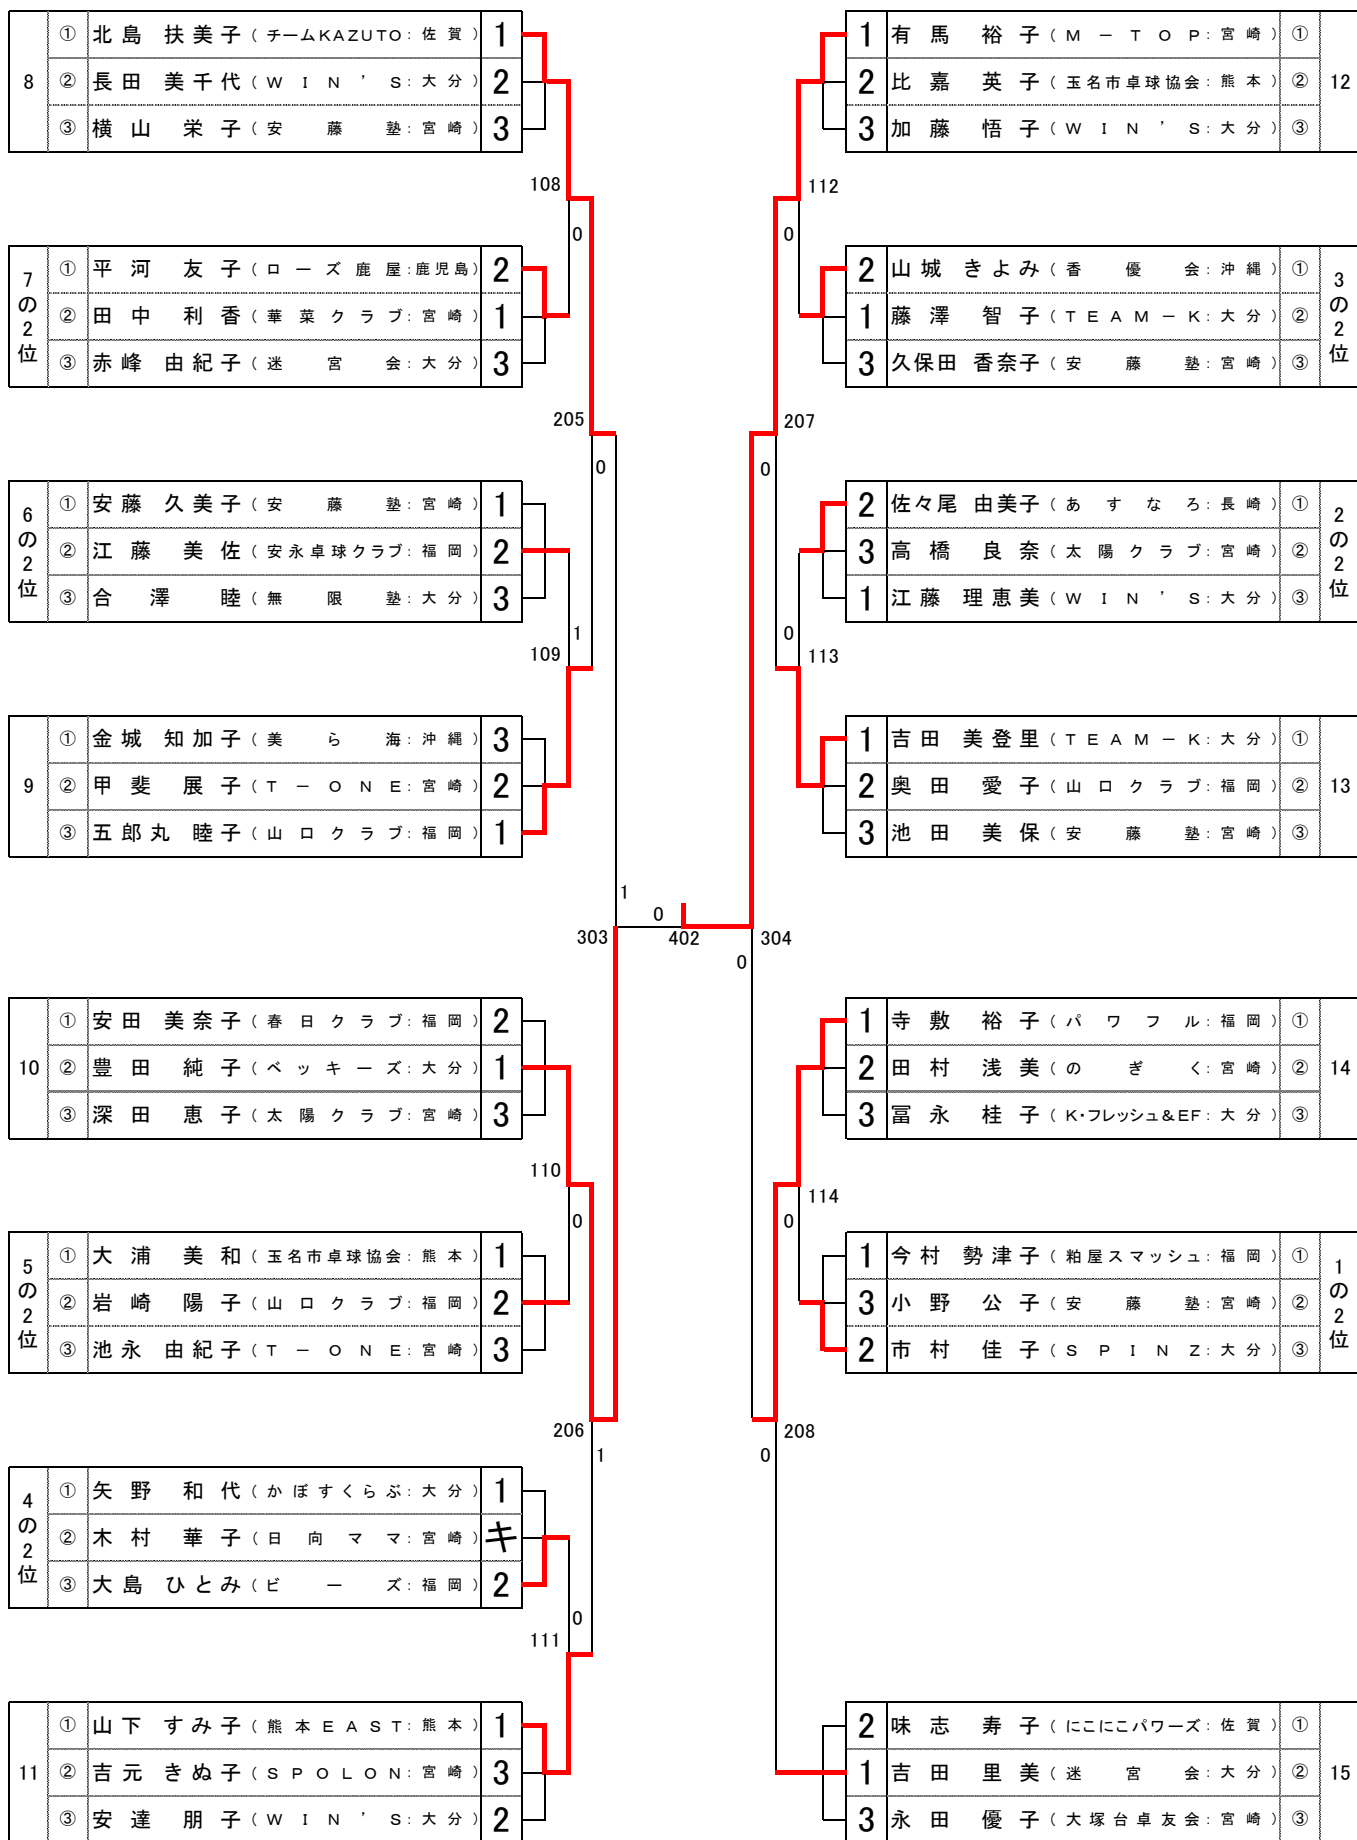 8
① 北島 扶美子 (チームKAZUTO:佐賀) 1
② 長田 美千代 (WIN'S:大分) 2
③ 横山 栄子 (安藤塾:宮崎) 3
108
0
7の2位
① 平河 友子 (ローズ鹿屋:鹿児島) 2
② 田中 利香 (華菜クラブ:宮崎) 1
③ 赤峰 由紀子 (迷宮会:大分) 3
205
0
6の2位
① 安藤 久美子 (安藤塾:宮崎) 1
② 江藤 美佐 (安永卓球クラブ:福岡) 2
③ 合澤 睦 (無限塾:大分) 3
1
109
9
① 金城 知加子 (美ら海:沖縄) 3
② 甲斐 展子 (T-ONE:宮崎) 2
③ 五郎丸 睦子 (山口クラブ:福岡) 1
1
0
303
402
304
0
10
① 安田 美奈子 (春日クラブ:福岡) 2
② 豊田 純子 (ベッキーズ:大分) 1
③ 深田 恵子 (太陽クラブ:宮崎) 3
110
0
5の2位
① 大浦 美和 (玉名市卓球協会:熊本) 1
② 岩崎 陽子 (山口クラブ:福岡) 2
③ 池永 由紀子 (T-ONE:宮崎) 3
206
1
4の2位
① 矢野 和代 (かぼすくらぶ:大分) 1
② 木村 華子 (日向ママ:宮崎) キ
③ 大島 ひとみ (ビーズ:福岡) 2
0
111
11
① 山下 すみ子 (熊本EAST:熊本) 1
② 吉元 きぬ子 (SPOLON:宮崎) 3
③ 安達 朋子 (WIN'S:大分) 2
1 有馬 裕子 (M-TOP:宮崎) ①
2 比嘉 英子 (玉名市卓球協会:熊本) ②
3 加藤 悟子 (WIN'S:大分) ③
12
112
0
2 山城 きよみ (香優会:沖縄) ①
1 藤澤 智子 (TEAM-K:大分) ②
3 久保田 香奈子 (安藤塾:宮崎) ③
3の2位
207
0
2 佐々尾 由美子 (あすなろ:長崎) ①
3 高橋 良奈 (太陽クラブ:宮崎) ②
1 江藤 理恵美 (WIN'S:大分) ③
2の2位
0
113
1 吉田 美登里 (TEAM-K:大分) ①
2 奥田 愛子 (山口クラブ:福岡) ②
3 池田 美保 (安藤塾:宮崎) ③
13
1 寺敷 裕子 (パワフル:福岡) ①
2 田村 浅美 (のぎく:宮崎) ②
3 冨永 桂子 (K・フレッシュ&EF:大分) ③
14
114
0
1 今村 勢津子 (粕屋スマッシュ:福岡) ①
3 小野 公子 (安藤塾:宮崎) ②
2 市村 佳子 (SPINZ:大分) ③
1の2位
208
0
2 味志 寿子 (にこにこパワーズ:佐賀) ①
1 吉田 里美 (迷宮会:大分) ②
3 永田 優子 (大塚台卓友会:宮崎) ③
15